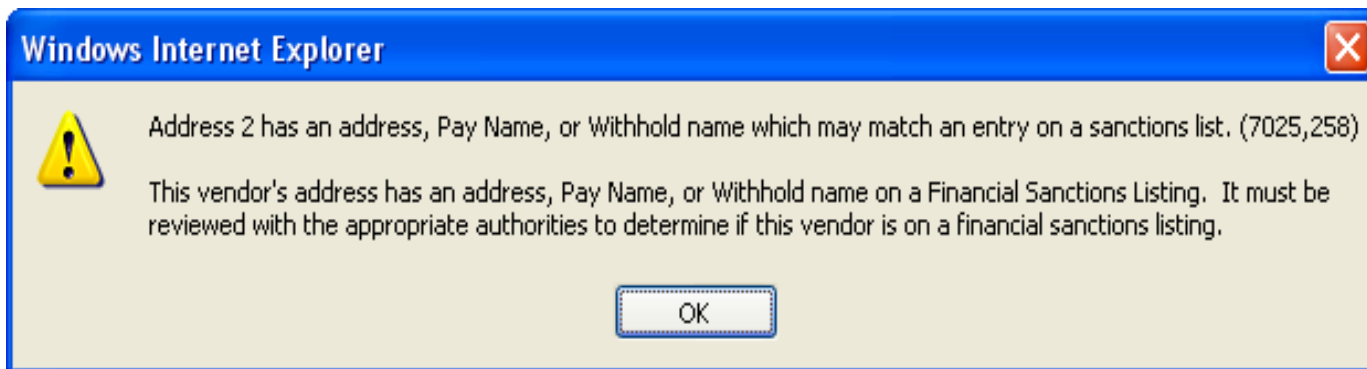 Windows Internet Explorer
Address 2 has an address, Pay Name, or Withhold name which may match an entry on a sanctions list. (7025,258)
This vendor's address has an address, Pay Name, or Withhold name on a Financial Sanctions Listing.  It must be
reviewed with the appropriate authorities to determine if this vendor is on a financial sanctions listing.
OK